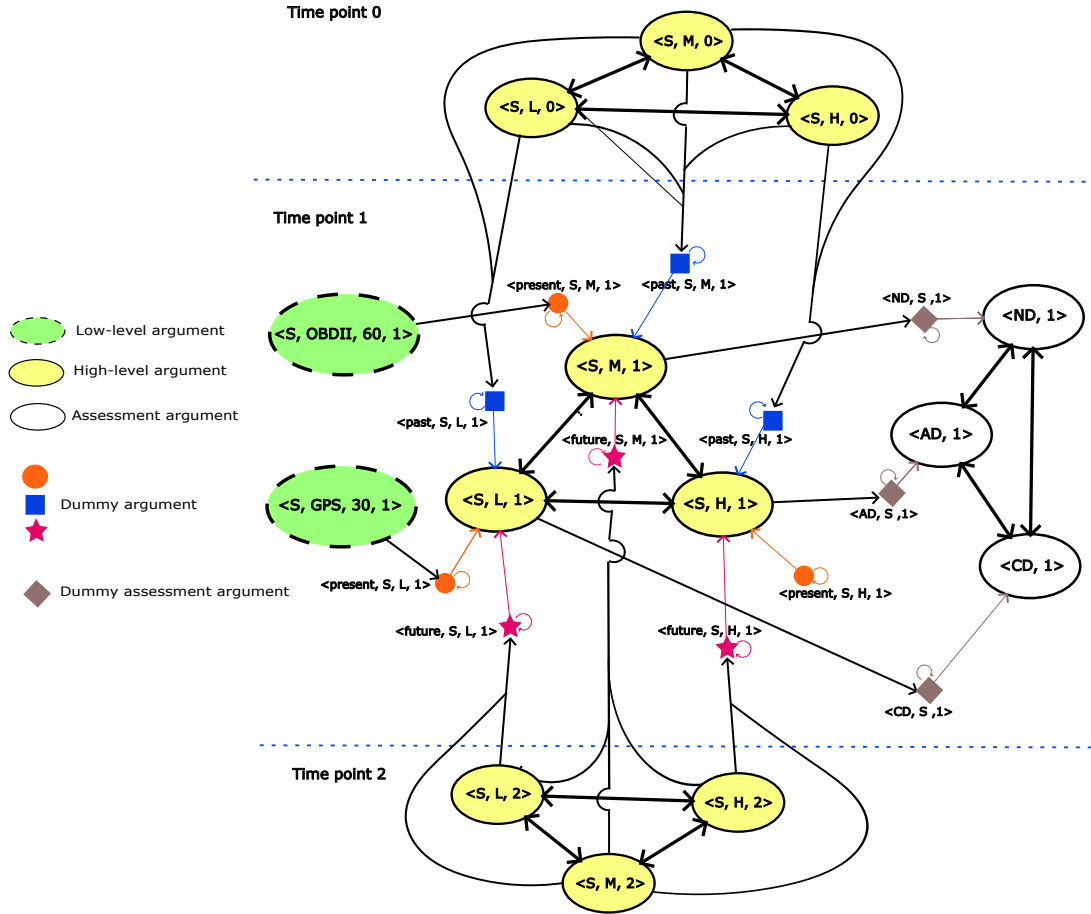 Time point 0
<S, M, 0>
<S, L, 0>
<S, H, 0>
Time point 1
<present, S, M, 1>
<past, S, M, 1>
<ND, S ,1>
<ND, 1>
<S, OBDII, 60, 1>
Low-level argument
<S, M, 1>
High-level argument
Assessment argument
<past, S, L, 1>
<future, S, M, 1>
<past, S, H, 1>
<AD, 1>
<S, L, 1>
<S, H, 1>
<S, GPS, 30, 1>
Dummy argument
<AD, S ,1>
<CD, 1>
<present, S, L, 1>
<present, S, H, 1>
Dummy assessment argument
<future, S, L, 1>
<future, S, H, 1>
<CD, S ,1>
Time point 2
<S, L, 2>
<S, H, 2>
<S, M, 2>